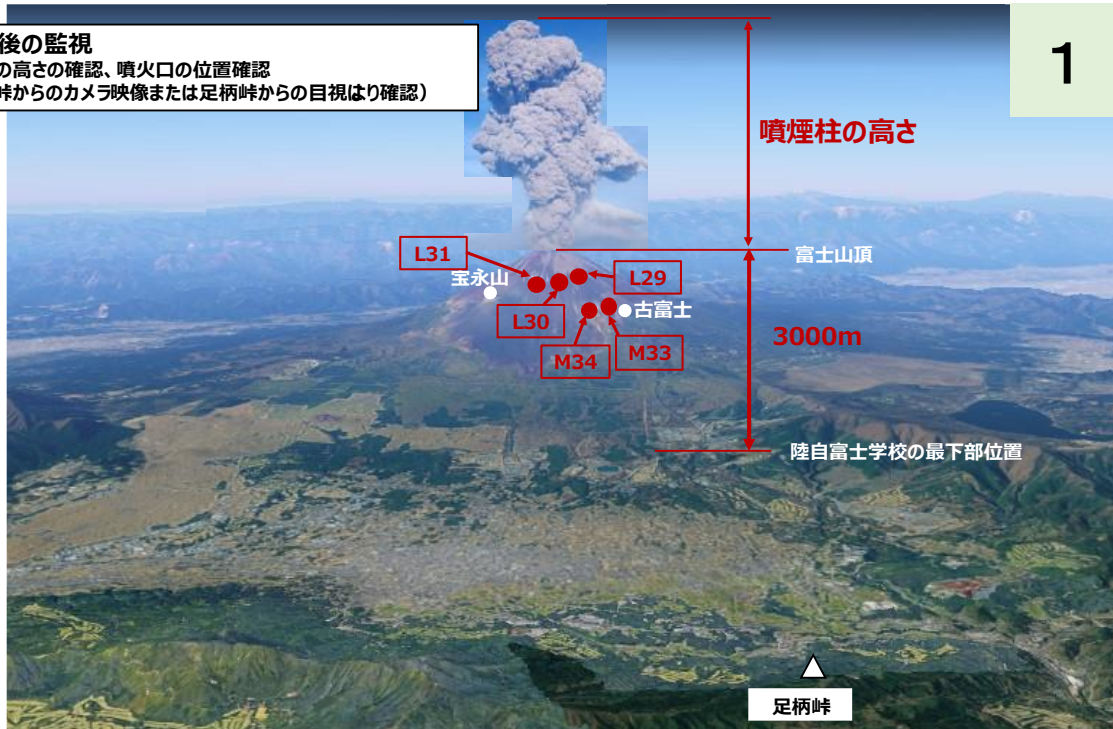 後の監視
の高さの確認、噴火口の位置確認
峠からのカメラ映像または足柄峠からの目視より確認）
1
噴煙柱の高さ
富士山頂
L31
宝永山
L29
L30
古富士
M34
M33
3000m
陸自富士学校の最下部位置
足柄峠